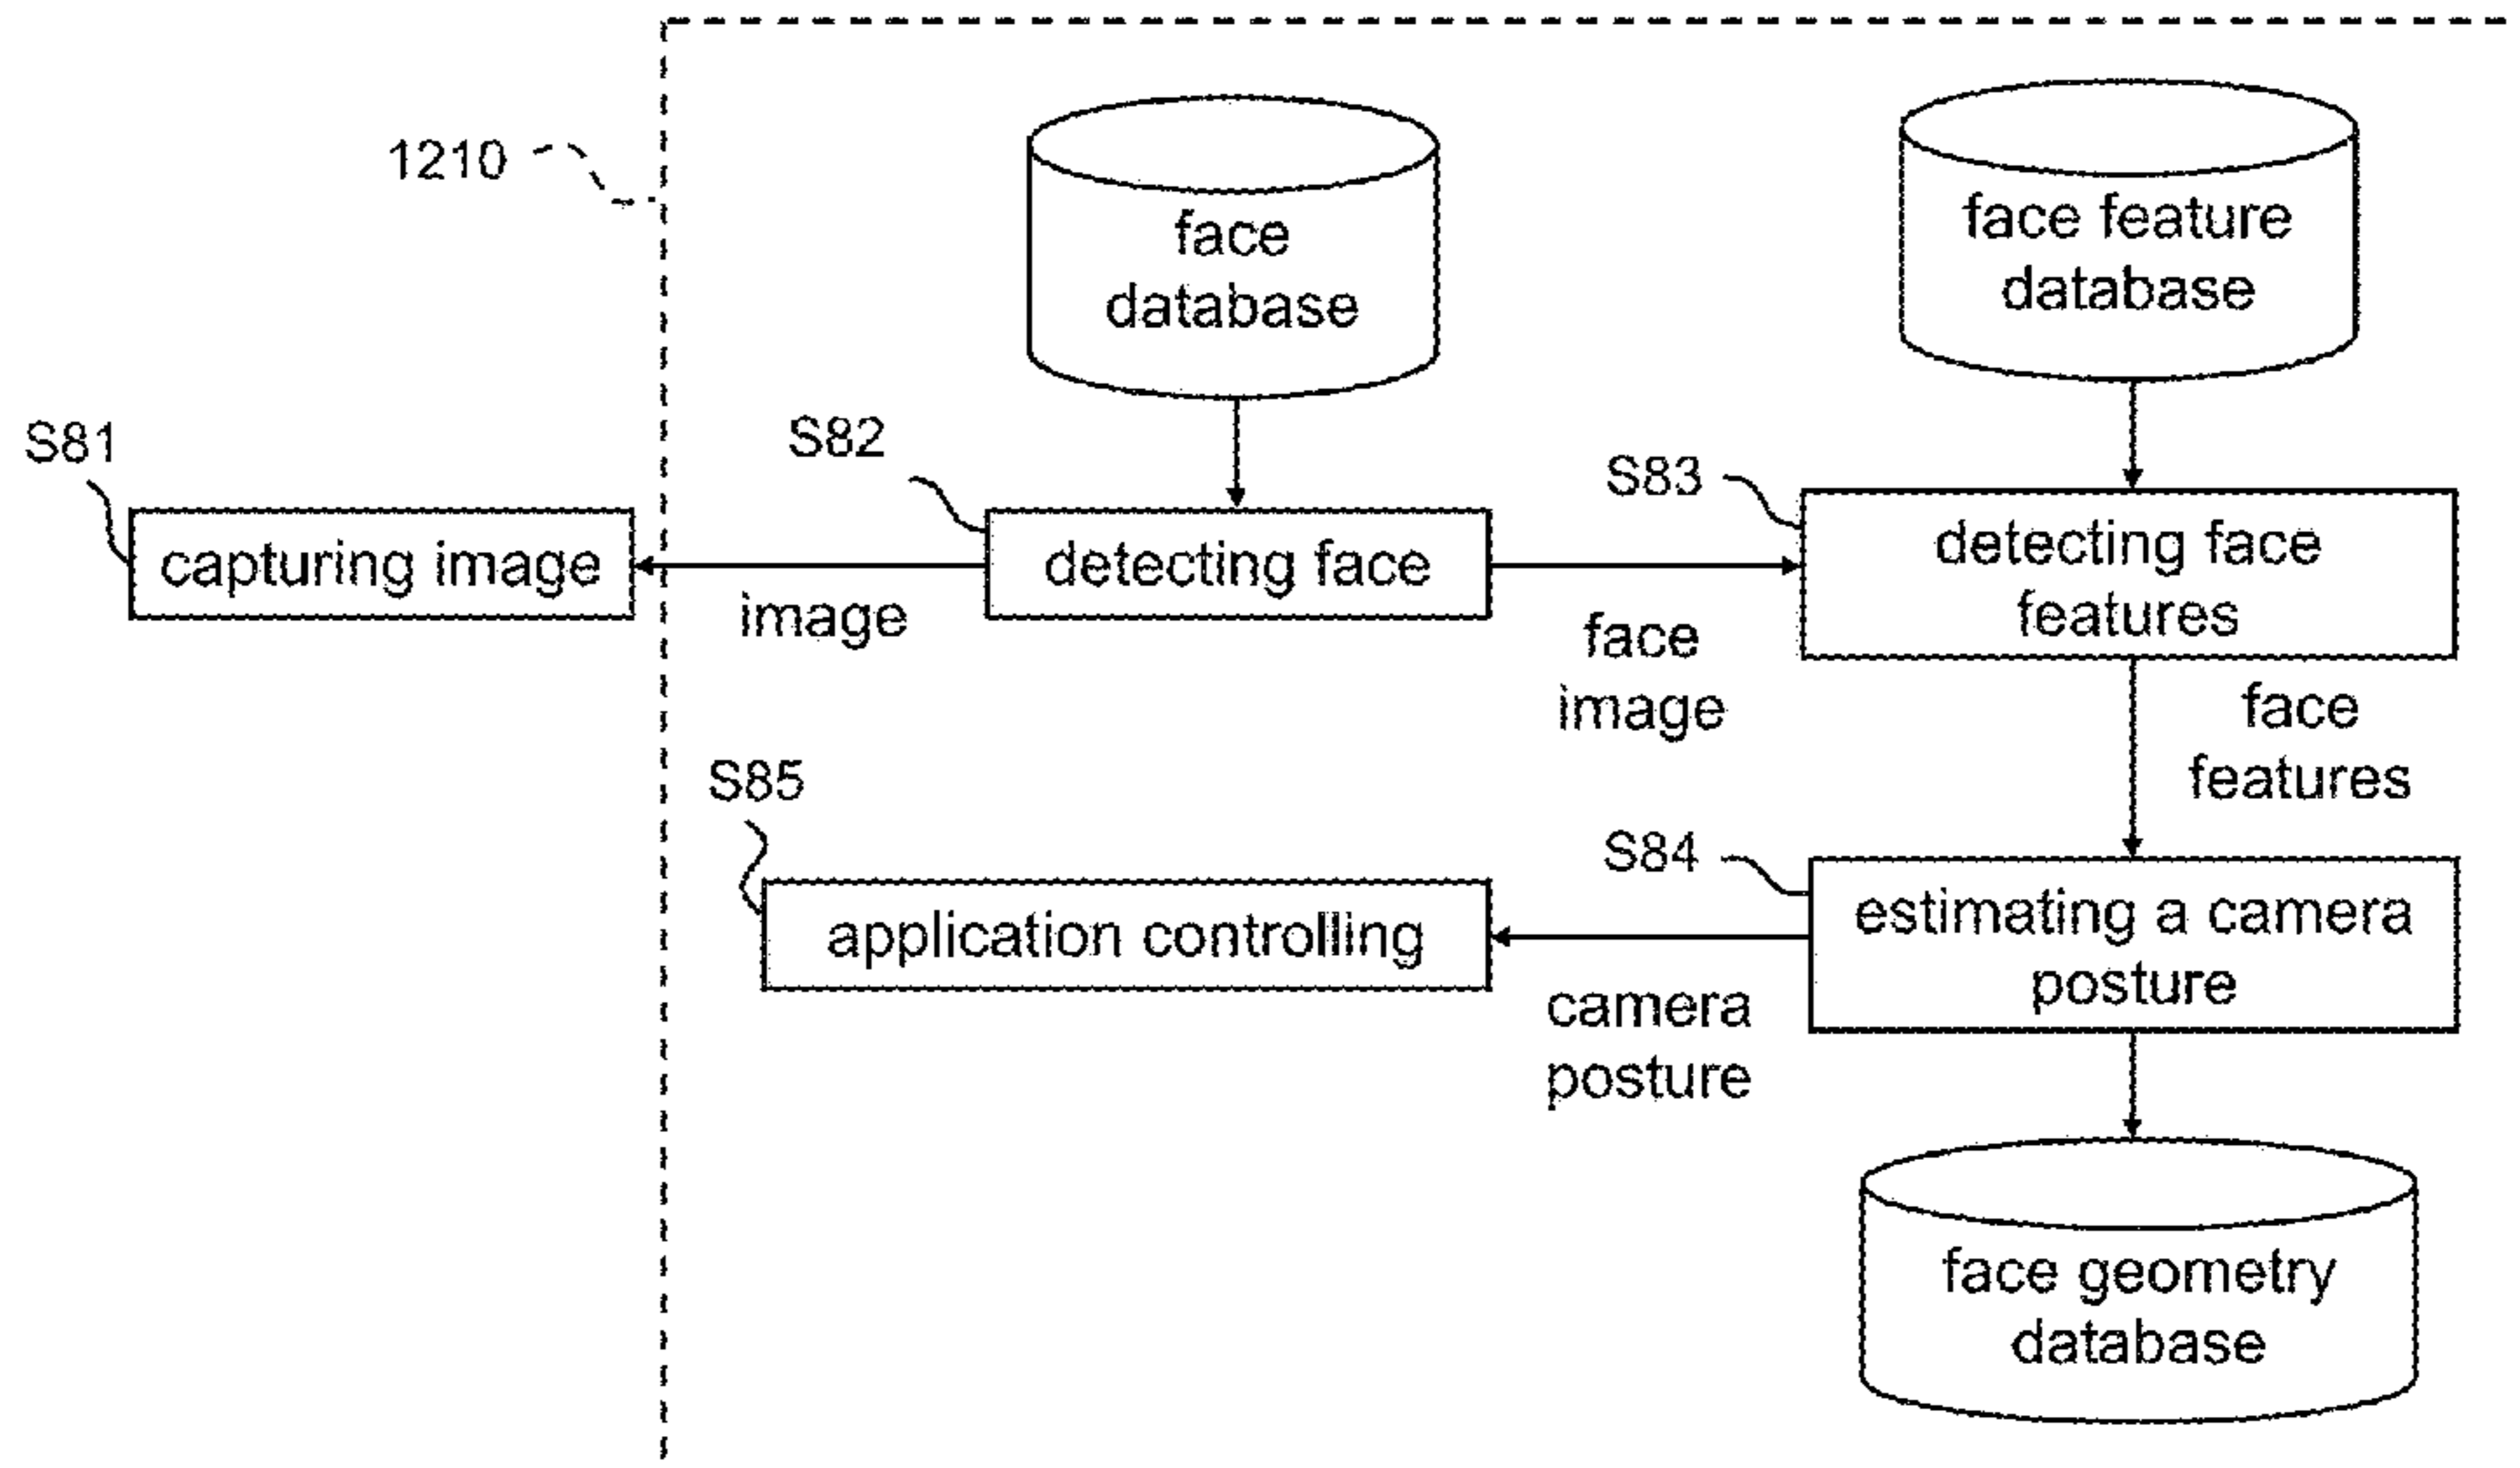 1210
face
database
face feature
database
S81
S82
S83
capturing image
detecting face
detecting face
features
image
face
image
face
features
S85
S84
application controlling
estimating a camera
posture
camera
posture
face geometry
database